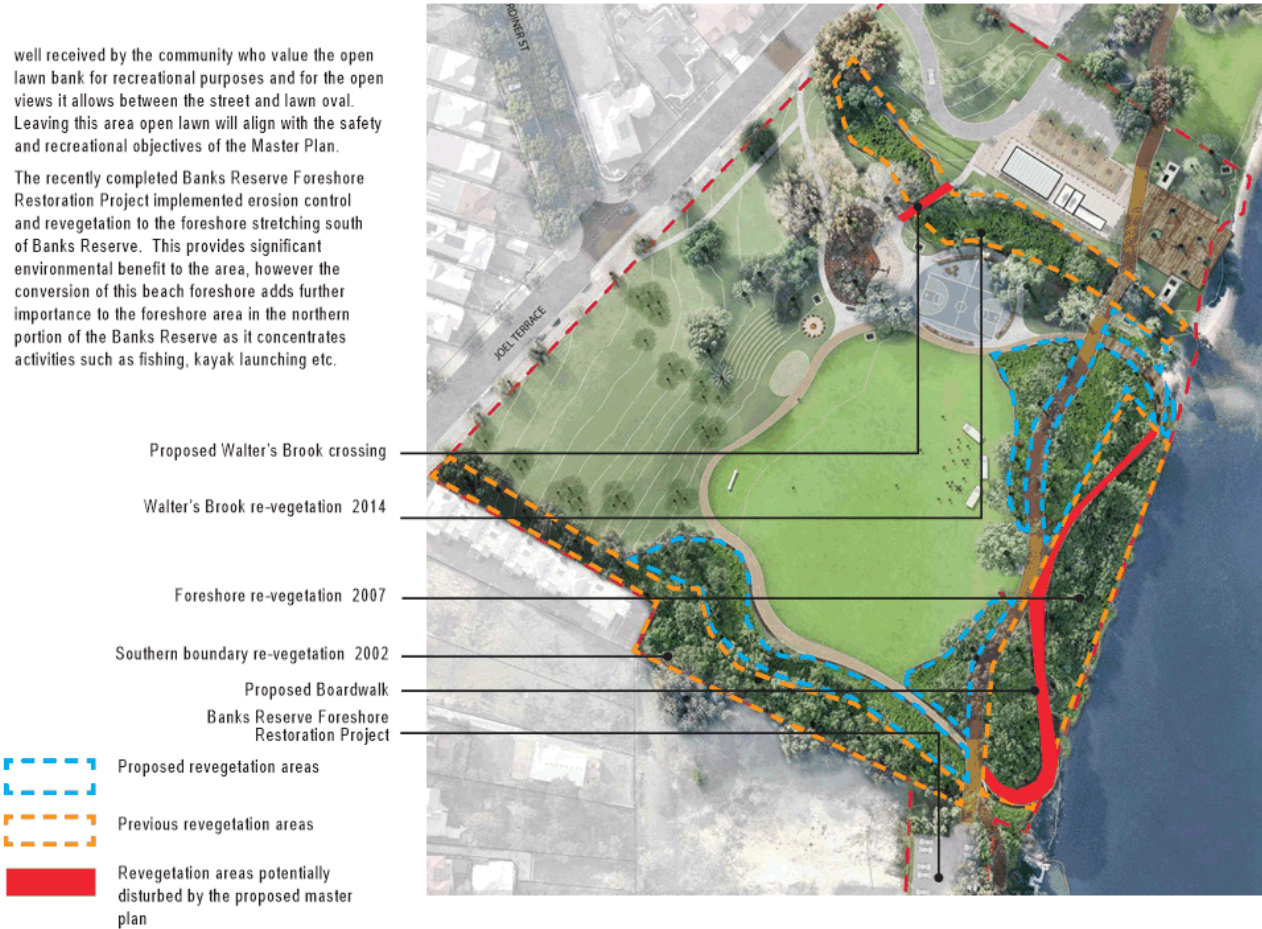 well received by the community who value the open
lawn bank for recreational purposes and for the open
views it allows between the street and lawn oval.
Leaving this area open lawn will align with the safety
and recreational objectives of the Master Plan.
The recently completed Banks Reserve Foreshore
Restoration Project implemented erosion control
and revegetation to the foreshore stretching south
of Banks Reserve. This provides significant
environmental benefit to the area, however the
conversion of this beach foreshore adds further
importance to the foreshore area in the northern
portion of the Banks Reserve as it concentrates
activities such as fishing, kayak launching etc.
RDINER ST
JOEL TERRACE
Proposed Walter's Brook crossing
Walter's Brook re-vegetation 2014
Foreshore re-vegetation 2007
Southern boundary re-vegetation 2002
Proposed Boardwalk
Banks Reserve Foreshore
Restoration Project
Proposed revegetation areas
Previous revegetation areas
Revegetation areas potentially
disturbed by the proposed master
plan